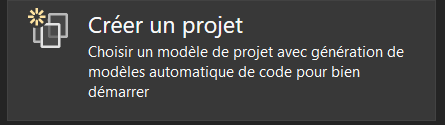 Créer un projet
Choisir un modèle de projet avec génération de
modèles automatique de code pour bien
démarrer